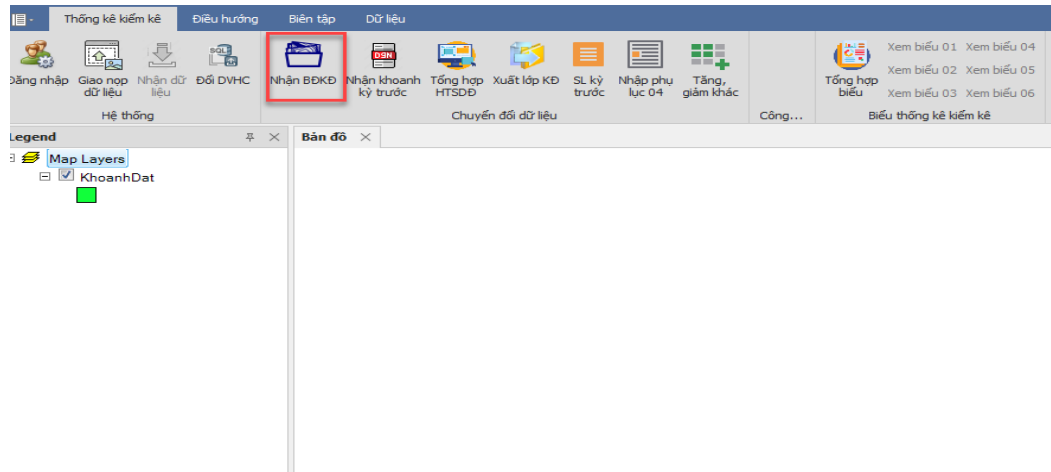 Thống kê kiểm kê Điều hướng Biên tập Dữ liệu
Đăng nhập Giao nộp dữ liệu Nhận dữ liệu Đổi DVHC
Nhận BĐKĐ Nhận khoanh kỳ trước Tổng hợp HTSDĐ Xuất lớp KĐ SL kỳ trước Nhập phụ lục 04 Tăng, giảm khác
Tổng hợp biểu
Xem biểu 01 Xem biểu 04
Xem biểu 02 Xem biểu 05
Xem biểu 03 Xem biểu 06
SQL
DGN
Hệ thống Chuyển đổi dữ liệu Công... Biểu thống kê kiểm kê
Legend Bản đồ
Map Layers
KhoanhDat